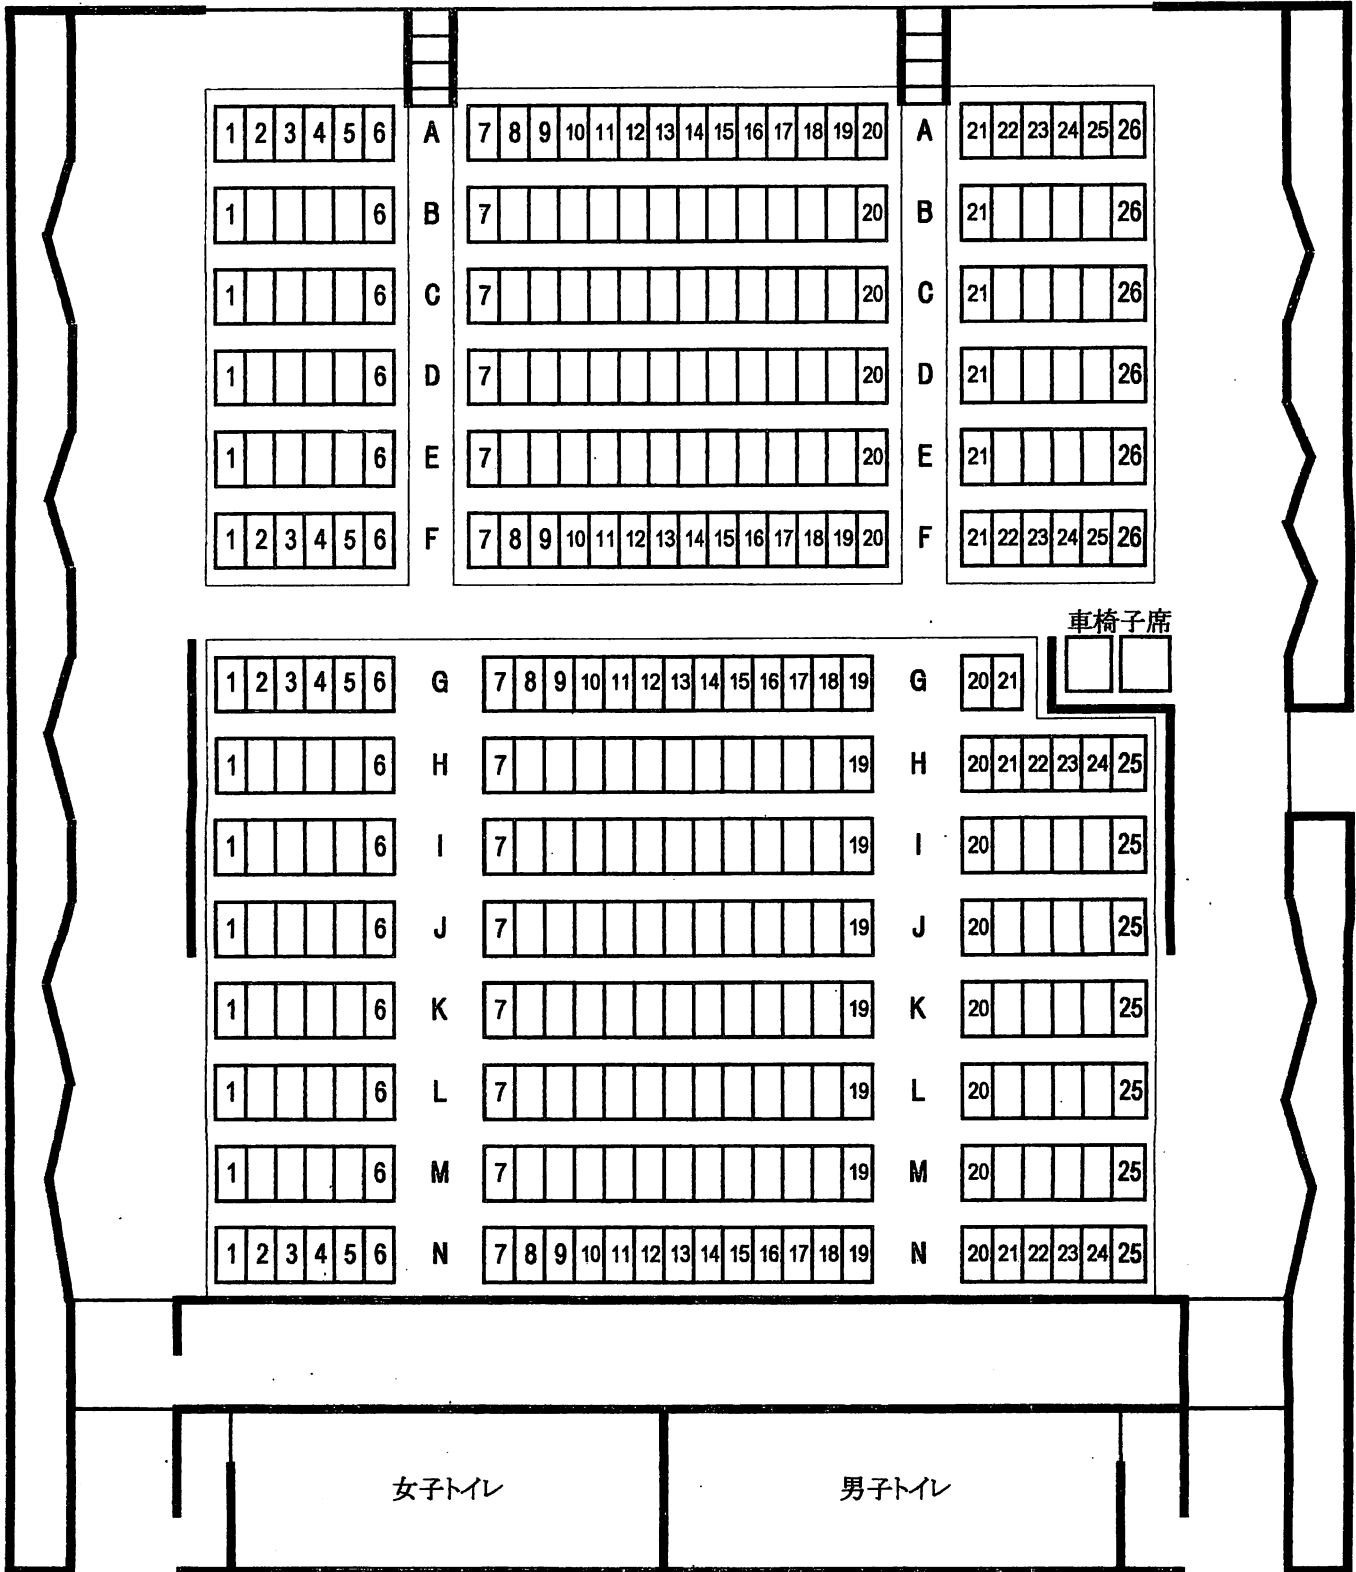 1 2 3 4 5 6 A 7 8 9 10 11 12 13 14 15 16 17 18 19 20 A 21 22 23 24 25 26
1 6 B 7 20 B 21 26
1 6 C 7 20 C 21 26
1 6 D 7 20 D 21 26
1 6 E 7 20 E 21 26
1 2 3 4 5 6 F 7 8 9 10 11 12 13 14 15 16 17 18 19 20 F 21 22 23 24 25 26
車椅子席
1 2 3 4 5 6 G 7 8 9 10 11 12 13 14 15 16 17 18 19 G 20 21
1 6 H 7 19 H 20 21 22 23 24 25
1 6 I 7 19 I 20 25
1 6 J 7 19 J 20 25
1 6 K 7 19 K 20 25
1 6 L 7 19 L 20 25
1 6 M 7 19 M 20 25
1 2 3 4 5 6 N 7 8 9 10 11 12 13 14 15 16 17 18 19 N 20 21 22 23 24 25
女子トイレ 男子トイレ